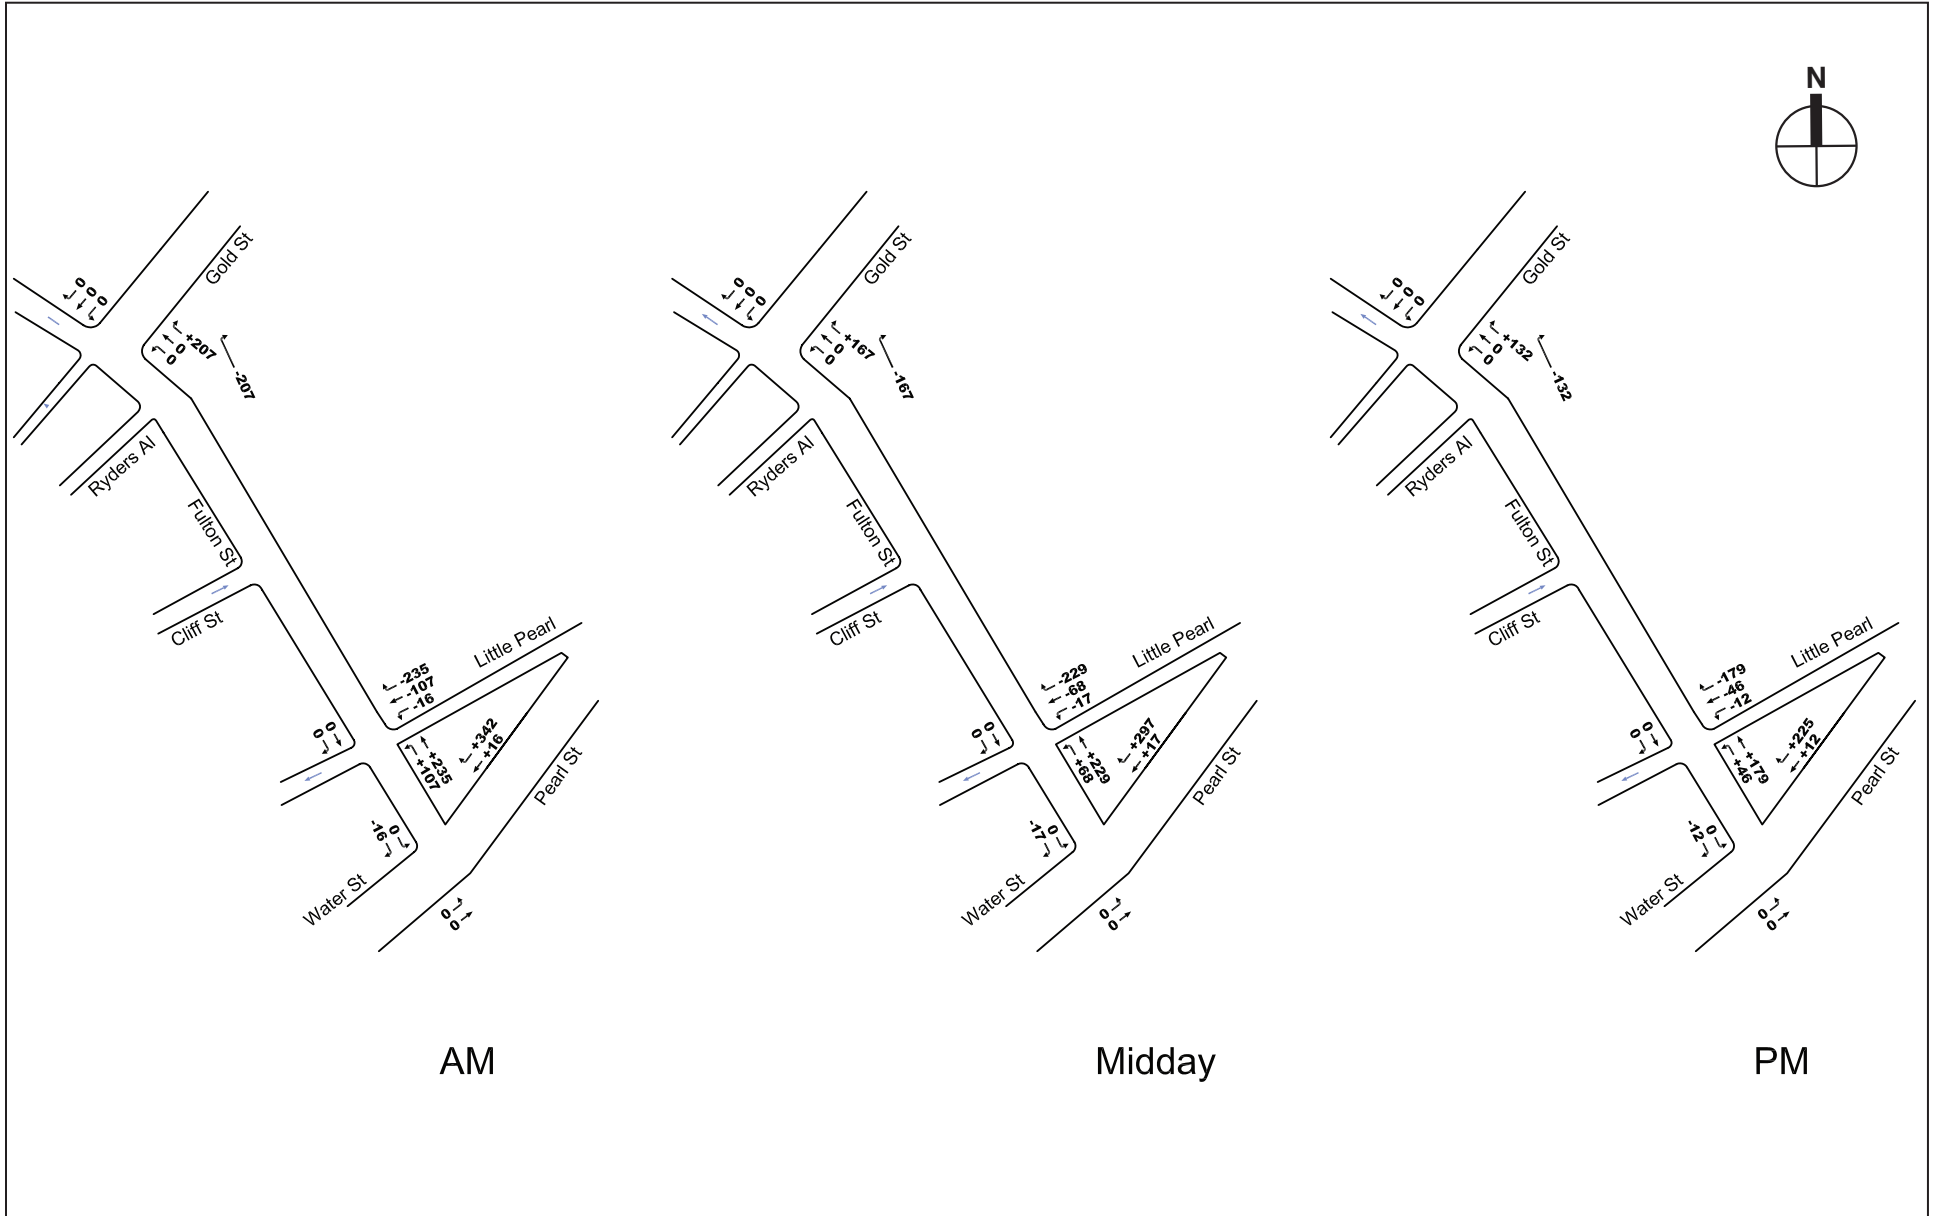 N
0
0
0
Gold St
+207
0
0
-207
Ryders Al
Fulton St
Cliff St
Little Pearl
-235
-107
-16
0
0
+235
+107
+342
+16
Pearl St
-16
0
Water St
0
0
AM
0
0
0
Gold St
+167
0
0
-167
Ryders Al
Fulton St
Cliff St
Little Pearl
-229
-68
-17
0
0
+229
+68
+297
+17
Pearl St
-17
0
Water St
0
0
Midday
0
0
0
Gold St
+132
0
0
-132
Ryders Al
Fulton St
Cliff St
Little Pearl
-179
-46
-12
0
0
+179
+46
+225
+12
Pearl St
-12
0
Water St
0
0
PM